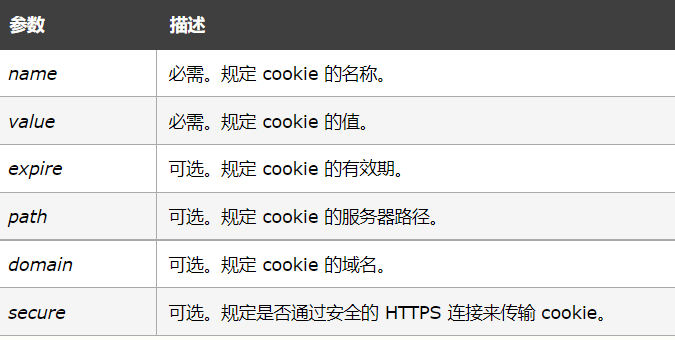 参数 描述
name 必需。规定 cookie 的名称。
value 必需。规定 cookie 的值。
expire 可选。规定 cookie 的有效期。
path 可选。规定 cookie 的服务器路径。
domain 可选。规定 cookie 的域名。
secure 可选。规定是否通过安全的 HTTPS 连接来传输 cookie。